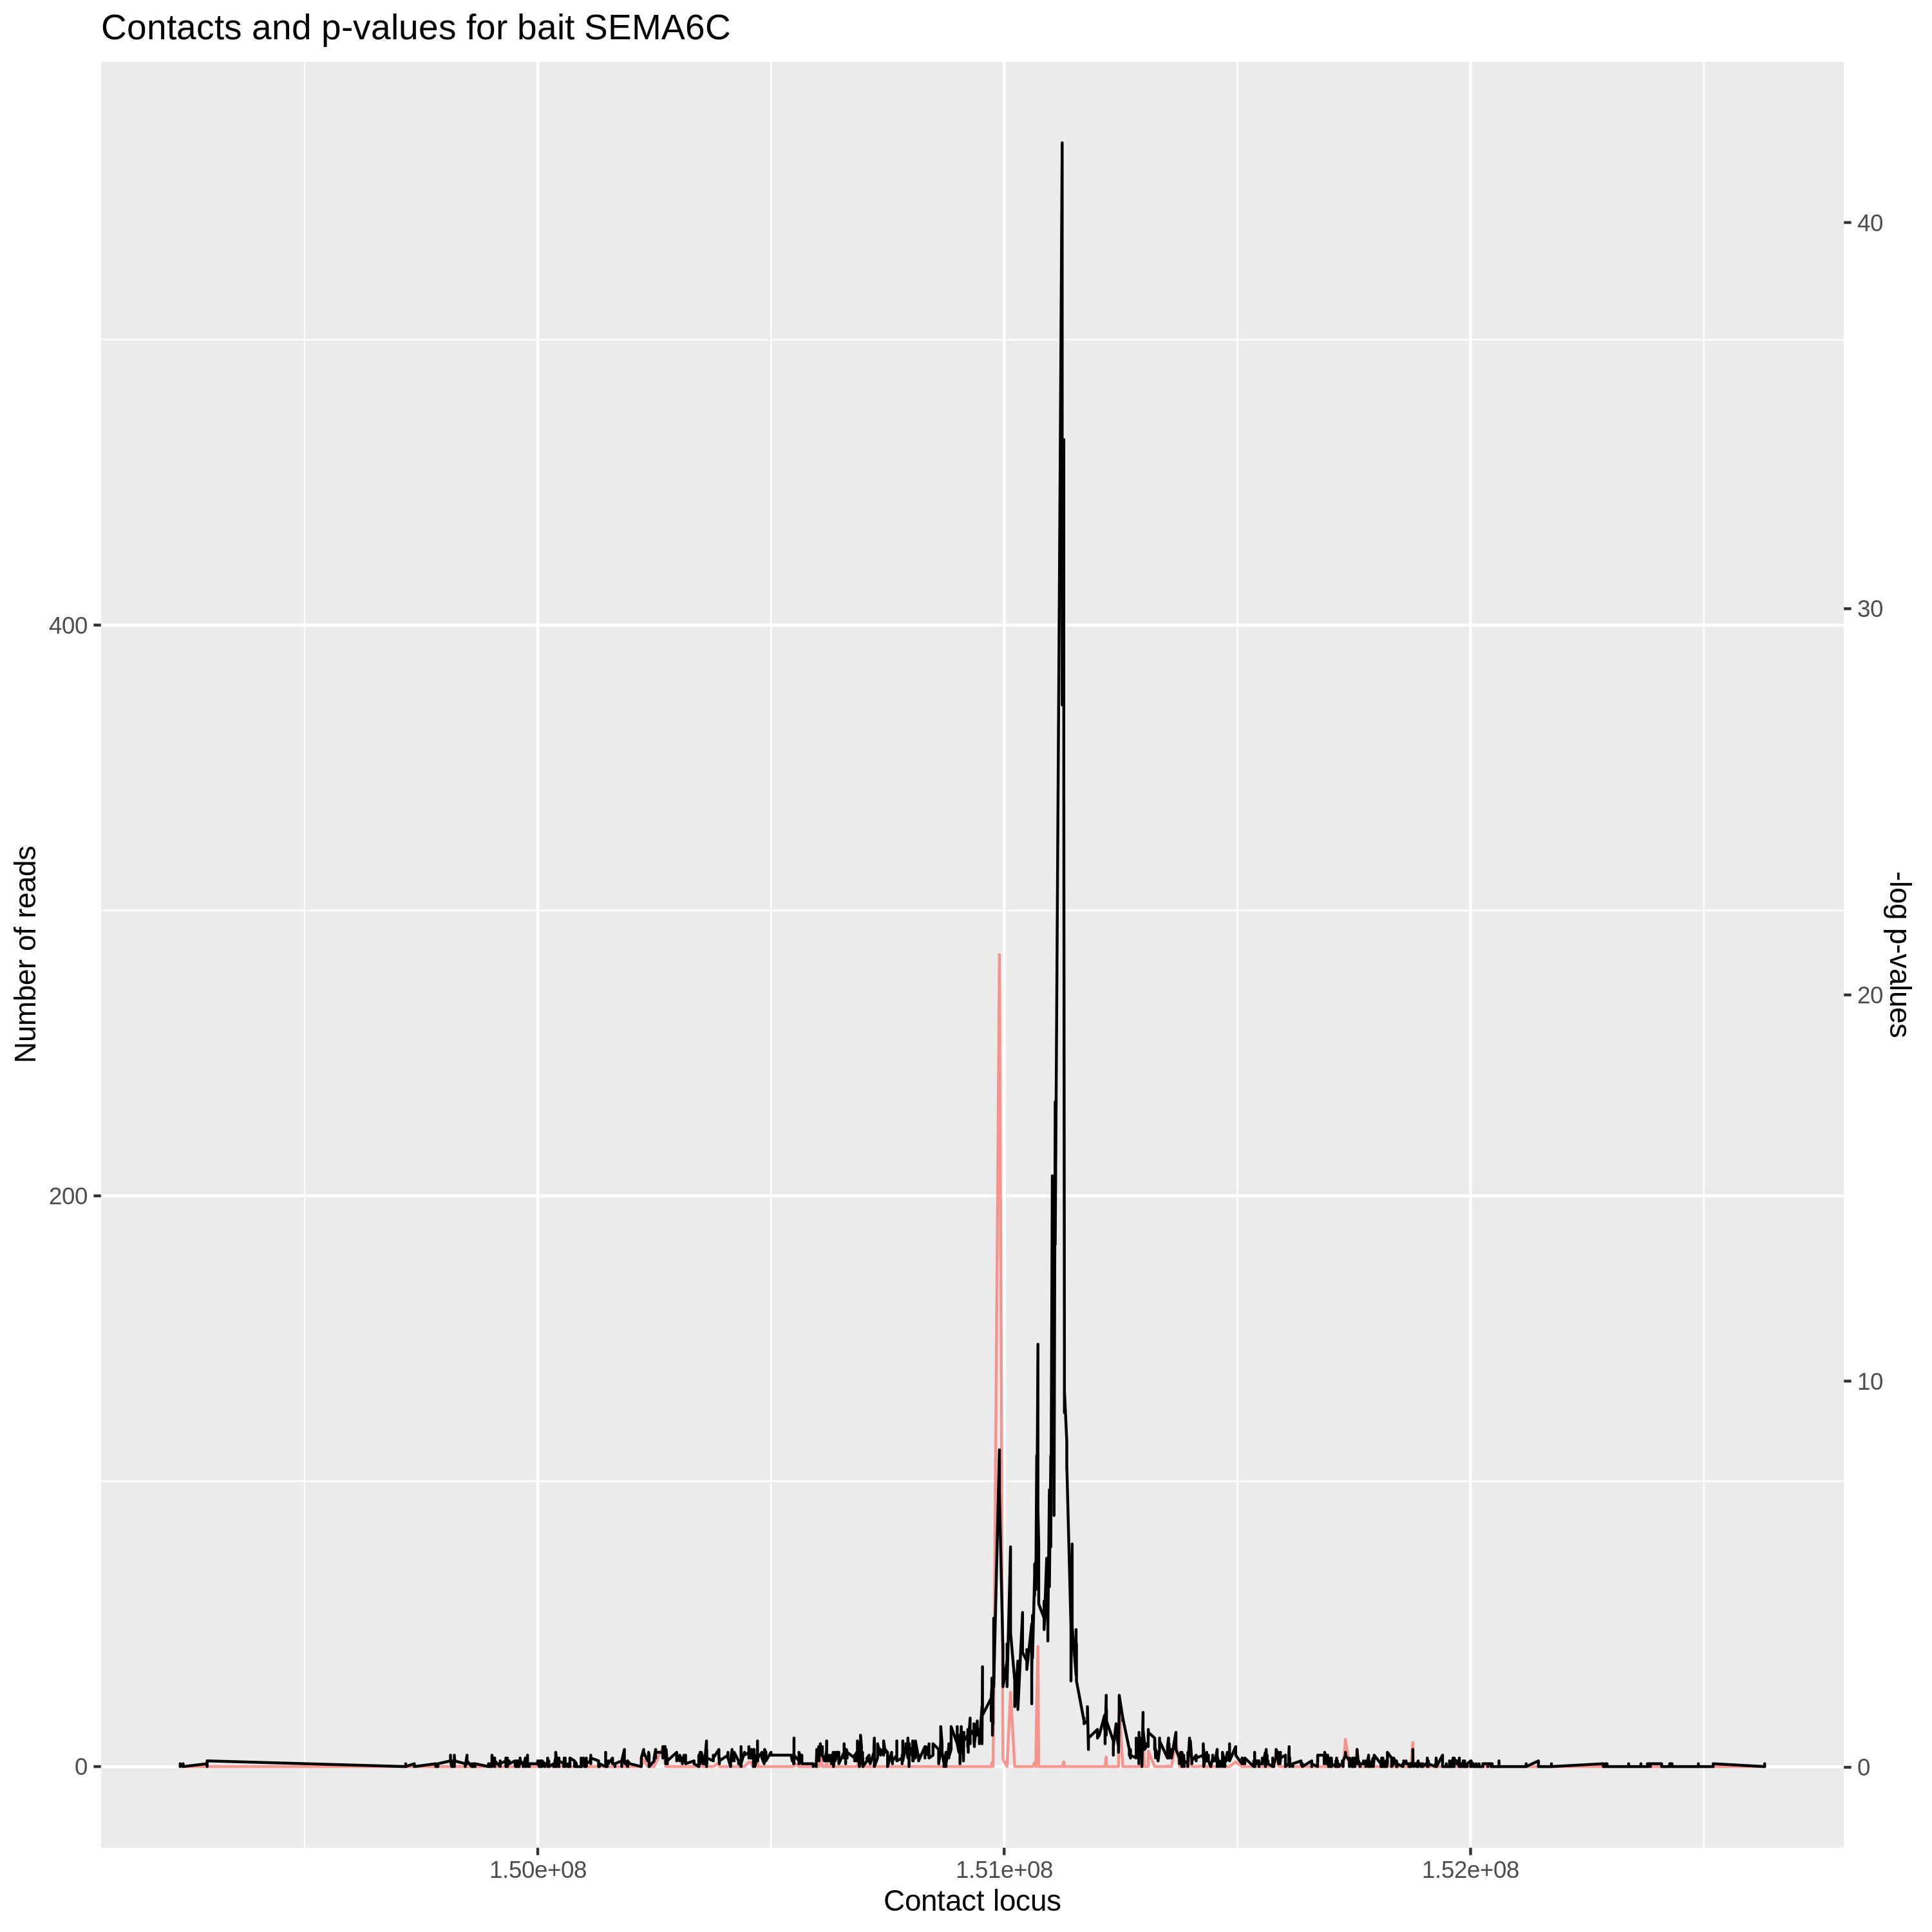 Contacts and p-values for bait SEMA6C
Number of reads
400
200
0
40
30
20
10
0
-log p-values
1.50e+08
1.51e+08
1.52e+08
Contact locus